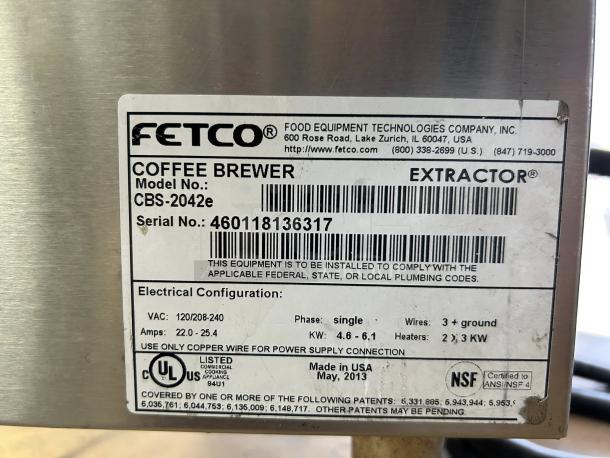 FETCO® FOOD EQUIPMENT TECHNOLOGIES COMPANY, INC.
600 Rose Road, Lake Zurich, IL 60047, USA
http://www.fetco.com (800) 338-2699 (U.S.) (847) 719-3000
COFFEE BREWER EXTRACTOR®
Model No.:
CBS-2042e
Serial No.: 460118136317
THIS EQUIPMENT IS TO BE INSTALLED TO COMPLY WITH THE
APPLICABLE FEDERAL, STATE, OR LOCAL PLUMBING CODES.
Electrical Configuration:
VAC: 120/208-240 Phase: single Wires: 3 + ground
Amps: 22.0 - 25.4 KW: 4.6 - 6.1 Heaters: 2 X 3 KW
USE ONLY COPPER WIRE FOR POWER SUPPLY CONNECTION
C UL US LISTED
COMMERCIAL
COOKING
APPLIANCE
94U1
Made in USA
May, 2013
NSF Certified to
ANSI/NSF 4
COVERED BY ONE OR MORE OF THE FOLLOWING PATENTS: 5,331,885; 5,943,944; 5,953,
6,036,761; 6,044,753; 6,135,009; 6,148,717. OTHER PATENTS MAY BE PENDING